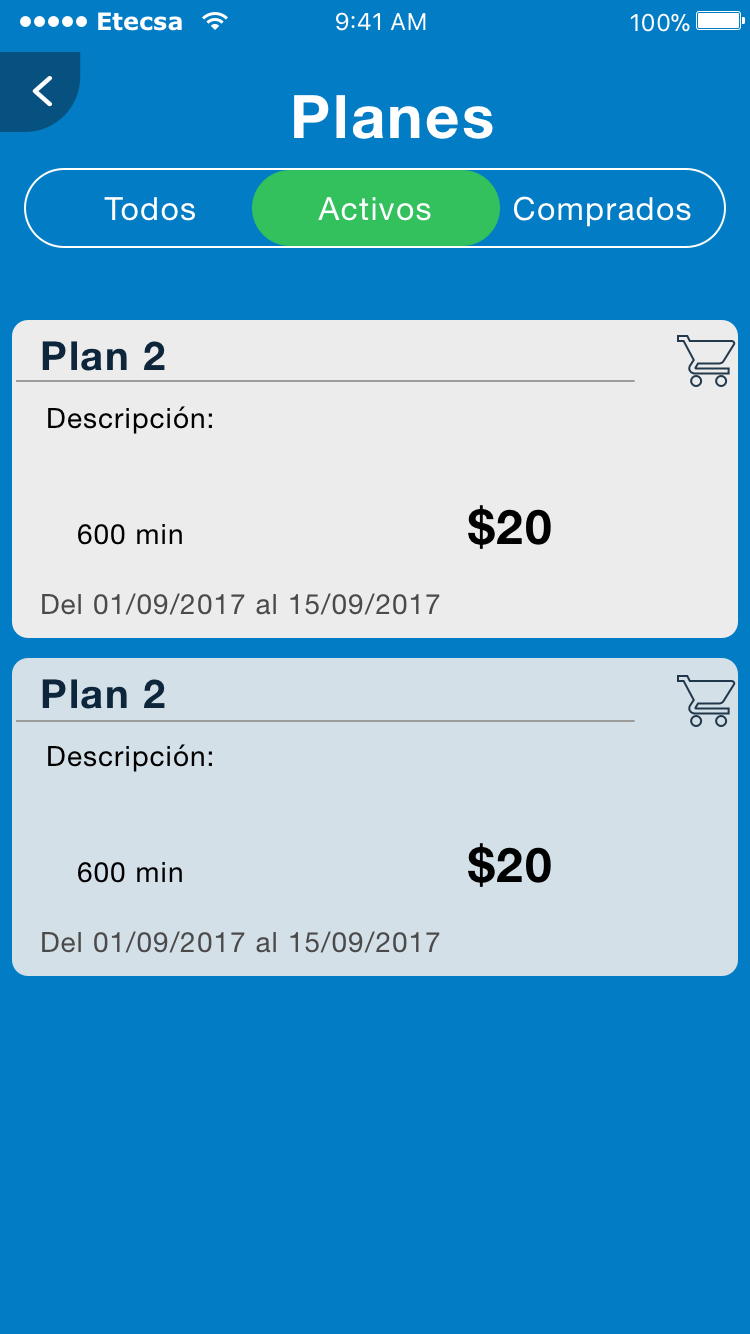 Etecsa 9:41 AM 100%
Planes
Todos Activos Comprados
Plan 2
Descripción:
600 min $20
Del 01/09/2017 al 15/09/2017
Plan 2
Descripción:
600 min $20
Del 01/09/2017 al 15/09/2017